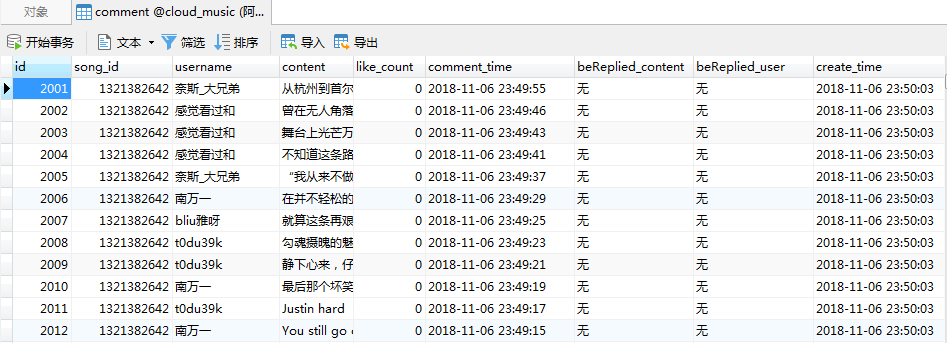 对象 comment @cloud_music (阿...
开始事务 文本 筛选 排序 导入 导出
id song_id username content like_count comment_time beReplied_content beReplied_user create_time
2001 1321382642 奈斯_大兄弟 从杭州到首尔 0 2018-11-06 23:49:55 无 无 2018-11-06 23:50:03
2002 1321382642 感觉看过和 曾在无人角落 0 2018-11-06 23:49:46 无 无 2018-11-06 23:50:03
2003 1321382642 感觉看过和 舞台上光芒万 0 2018-11-06 23:49:43 无 无 2018-11-06 23:50:03
2004 1321382642 感觉看过和 不知道这条路 0 2018-11-06 23:49:41 无 无 2018-11-06 23:50:03
2005 1321382642 奈斯_大兄弟 “我从来不做 0 2018-11-06 23:49:37 无 无 2018-11-06 23:50:03
2006 1321382642 南万一 在并不轻松的 0 2018-11-06 23:49:29 无 无 2018-11-06 23:50:03
2007 1321382642 bliu雅呀 就算这条再艰 0 2018-11-06 23:49:25 无 无 2018-11-06 23:50:03
2008 1321382642 t0du39k 勾魂摄魄的魅 0 2018-11-06 23:49:23 无 无 2018-11-06 23:50:03
2009 1321382642 t0du39k 静下心来，仔 0 2018-11-06 23:49:21 无 无 2018-11-06 23:50:03
2010 1321382642 南万一 最后那个坏笑 0 2018-11-06 23:49:19 无 无 2018-11-06 23:50:03
2011 1321382642 t0du39k Justin hard 0 2018-11-06 23:49:17 无 无 2018-11-06 23:50:03
2012 1321382642 南万一 You still go 0 2018-11-06 23:49:15 无 无 2018-11-06 23:50:03